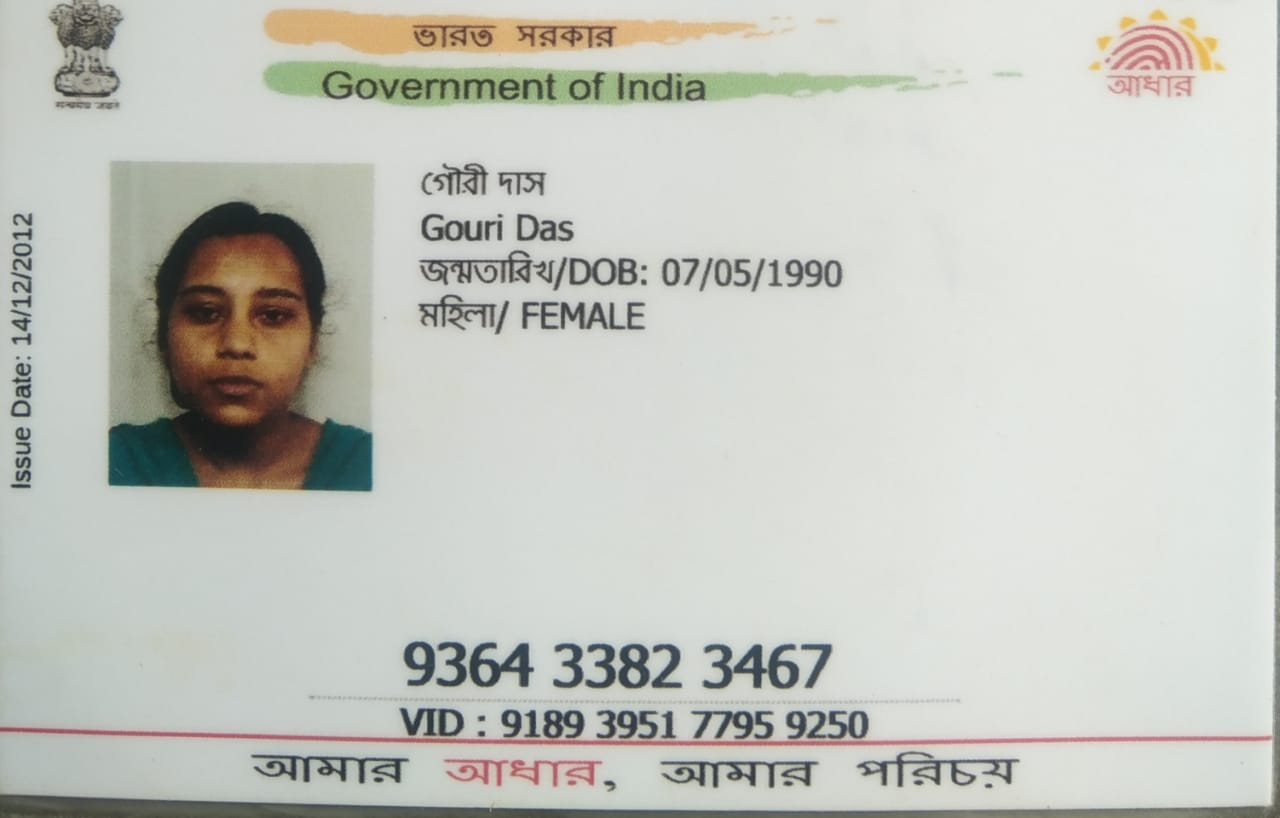 ভারত সরকার
Government of India
আধার
Issue Date: 14/12/2012
গৌরী দাস
Gouri Das
জন্মতারিখ/DOB: 07/05/1990
মহিলা/ FEMALE
9364 3382 3467
VID : 9189 3951 7795 9250
আমার আধার, আমার পরিচয়